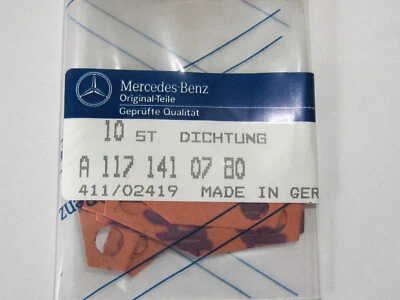 Mercedes-Benz
Original-Teile
Geprüfte Qualität
10 ST DICHTUNG
A 117 141 07 80
411/02419 MADE IN GER